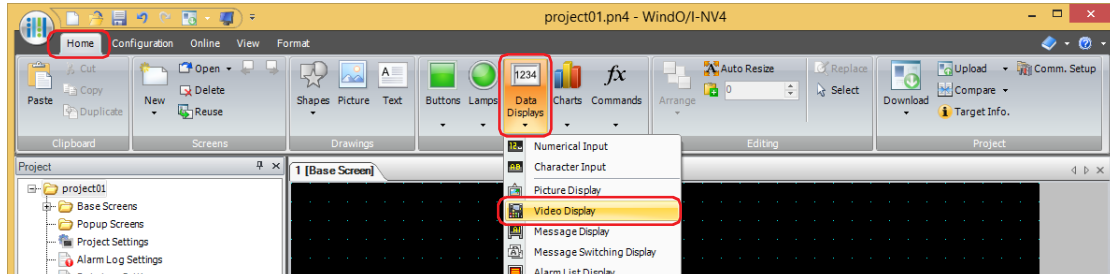 project01.pn4 - WindO/I-NV4
Home Configuration Online View Format
Paste Cut Copy Duplicate
New Open Delete Reuse
Shapes Picture Text
Buttons Lamps 1234 Data Displays Charts fx Commands
Arrange Auto Resize 0 Replace Select
Download Upload Compare Target Info. Comm. Setup
Clipboard Screens Drawings Editing Project
Project
1 [Base Screen]
project01
Base Screens
Popup Screens
Project Settings
Alarm Log Settings
Numerical Input
Character Input
Picture Display
Video Display
Message Display
Message Switching Display
Alarm List Display